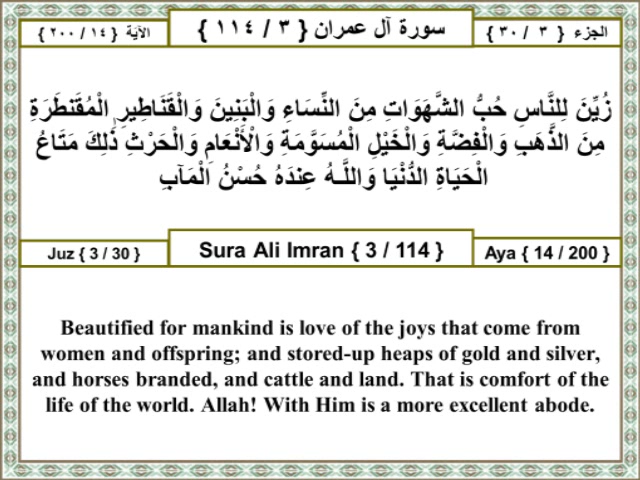 الجزء { ٣ / ٣٠ }
سورة آل عمران { ٣ / ١١٤ }
الآية { ١٤ / ٢٠٠ }
زُيِّنَ لِلنَّاسِ حُبُّ الشَّهَوَاتِ مِنَ النِّسَاءِ وَالْبَنِينَ وَالْقَنَاطِيرِ الْمُقَنطَرَةِ
مِنَ الذَّهَبِ وَالْفِضَّةِ وَالْخَيْلِ الْمُسَوَّمَةِ وَالْأَنْعَامِ وَالْحَرْثِ ذَٰلِكَ مَتَاعُ
الْحَيَاةِ الدُّنْيَا وَاللَّـهُ عِندَهُ حُسْنُ الْمَآبِ
Juz { 3 / 30 }
Sura Ali Imran { 3 / 114 }
Aya { 14 / 200 }
Beautified for mankind is love of the joys that come from
women and offspring; and stored-up heaps of gold and silver,
and horses branded, and cattle and land. That is comfort of the
life of the world. Allah! With Him is a more excellent abode.